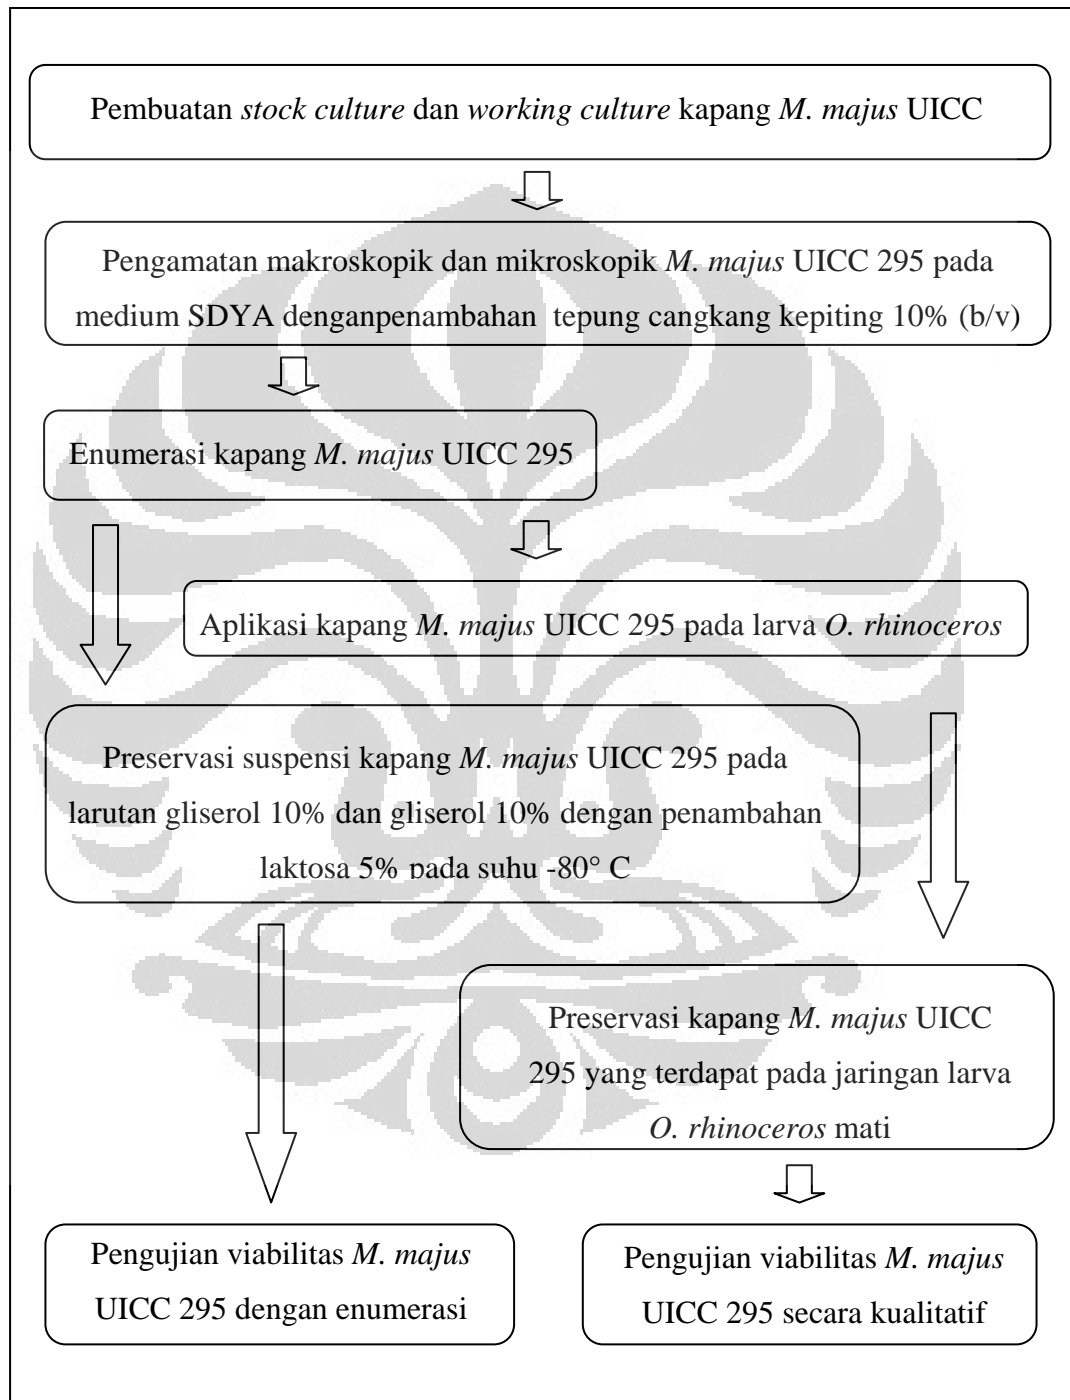 Pembuatan stock culture dan working culture kapang M. majus UICC
Pengamatan makroskopik dan mikroskopik M. majus UICC 295 pada
medium SDYA denganpenambahan tepung cangkang kepiting 10% (b/v)
Enumerasi kapang M. majus UICC 295
Aplikasi kapang M. majus UICC 295 pada larva O. rhinoceros
Preservasi suspensi kapang M. majus UICC 295 pada
larutan gliserol 10% dan gliserol 10% dengan penambahan
laktosa 5% pada suhu -80° C
Preservasi kapang M. majus UICC
295 yang terdapat pada jaringan larva
O. rhinoceros mati
Pengujian viabilitas M. majus
UICC 295 dengan enumerasi
Pengujian viabilitas M. majus
UICC 295 secara kualitatif